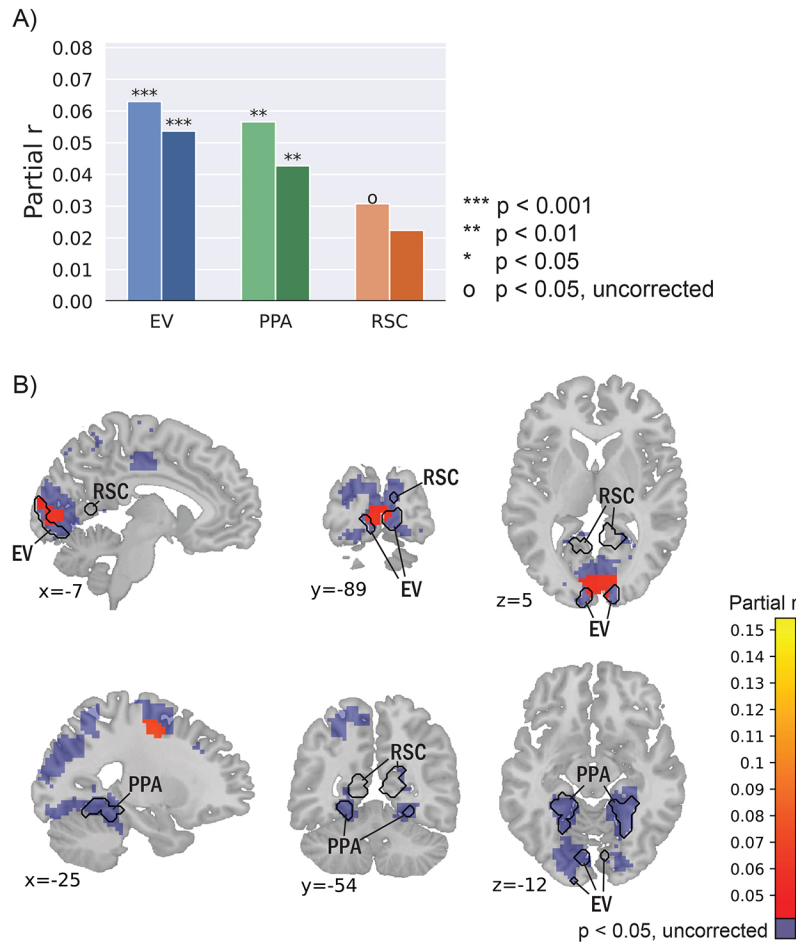 A)
Partial r
0.08
0.07
0.06
0.05
0.04
0.03
0.02
0.01
0.00
***
***
**
**
o
EV
PPA
RSC
*** p < 0.001
** p < 0.01
* p < 0.05
o p < 0.05, uncorrected
B)
RSC
EV
x=-7
RSC
EV
y=-89
RSC
EV
z=5
PPA
x=-25
RSC
PPA
y=-54
PPA
EV
z=-12
Partial r
0.15
0.14
0.13
0.12
0.11
0.1
0.09
0.08
0.07
0.06
0.05
p < 0.05, uncorrected